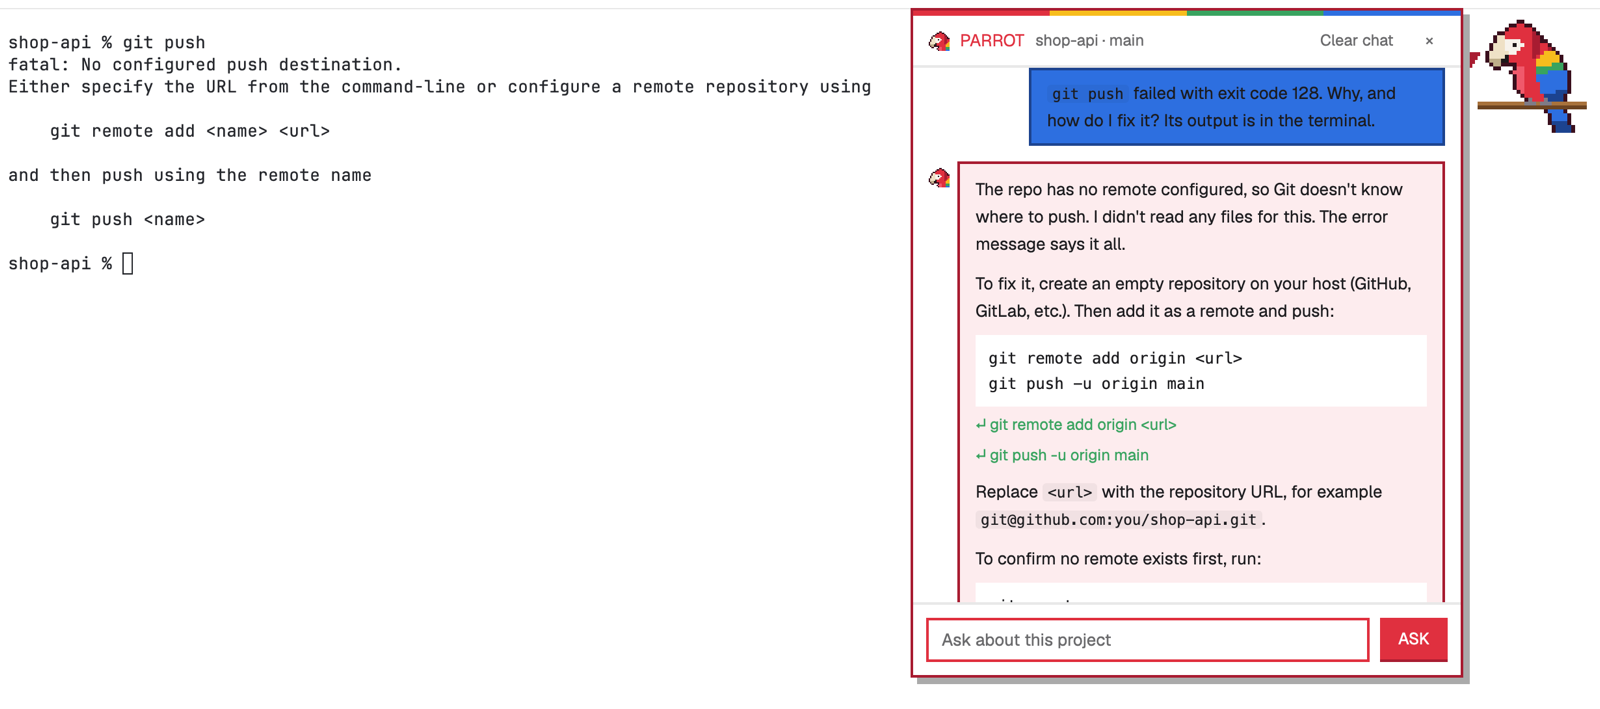 shop-api % git push
fatal: No configured push destination.
Either specify the URL from the command-line or configure a remote repository using
git remote add <name> <url>
and then push using the remote name
git push <name>
shop-api %
PARROT shop-api · main Clear chat ×
git push failed with exit code 128. Why, and
how do I fix it? Its output is in the terminal.
The repo has no remote configured, so Git doesn't know
where to push. I didn't read any files for this. The error
message says it all.
To fix it, create an empty repository on your host (GitHub,
GitLab, etc.). Then add it as a remote and push:
git remote add origin <url>
git push -u origin main
↵ git remote add origin <url>
↵ git push -u origin main
Replace <url> with the repository URL, for example
git@github.com:you/shop-api.git.
To confirm no remote exists first, run:
Ask about this project
ASK